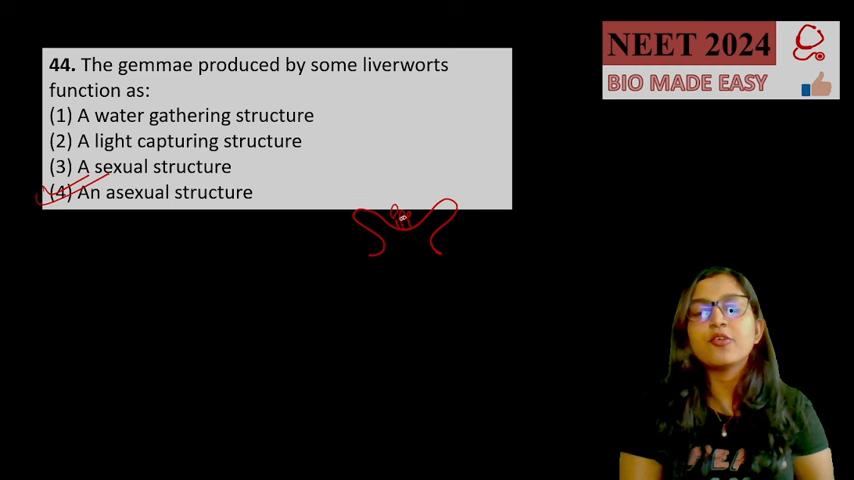 44. The gemmae produced by some liverworts
function as:
(1) A water gathering structure
(2) A light capturing structure
(3) A sexual structure
(4) An asexual structure
NEET 2024
BIO MADE EASY